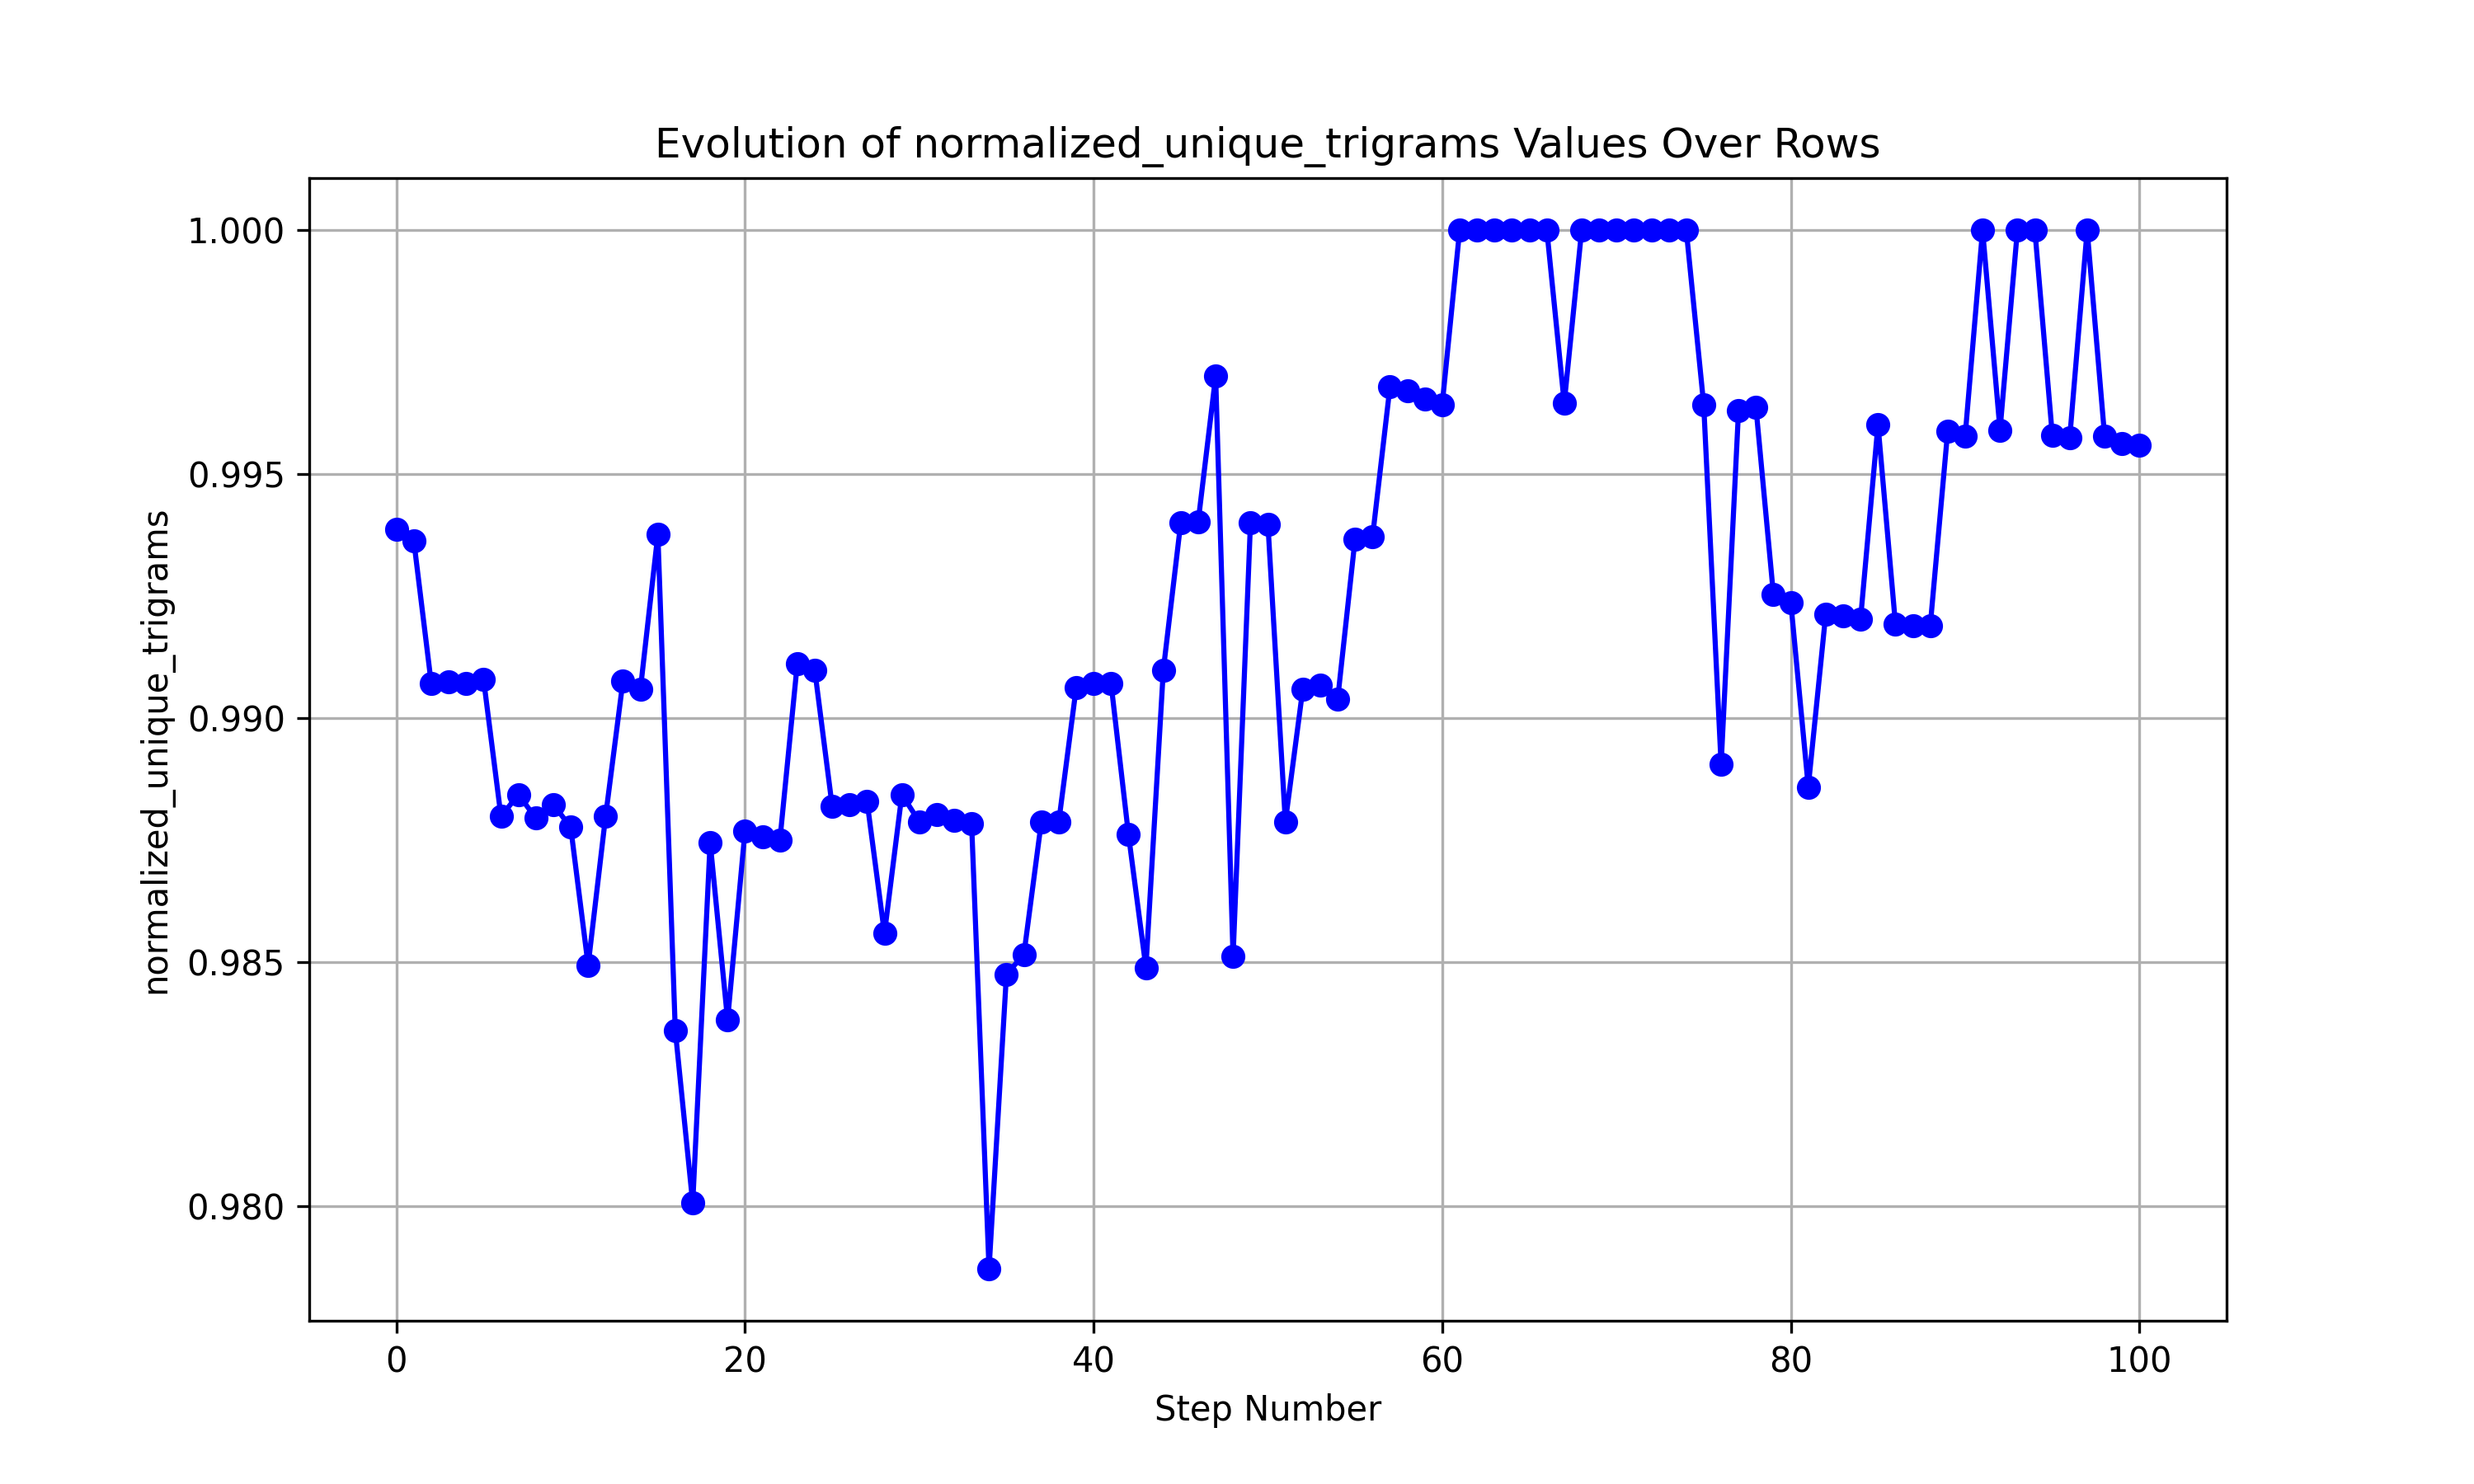 Evolution of normalized_unique_trigrams Values Over Rows
1.000
0.995
0.990
0.985
0.980
normalized_unique_trigrams
0 20 40 60 80 100
Step Number